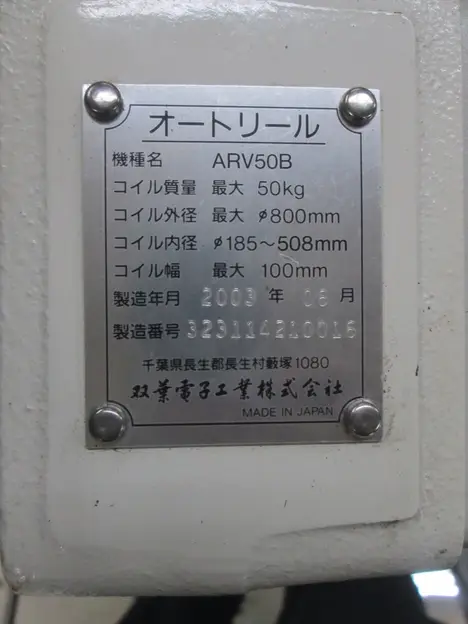 オートリール
機種名 ARV50B
コイル質量 最大 50kg
コイル外径 最大 φ800mm
コイル内径 φ185～508mm
コイル幅 最大 100mm
製造年月 2003 年 06 月
製造番号 323114210016
千葉県長生郡長生村藪塚1080
双葉電子工業株式会社
MADE IN JAPAN